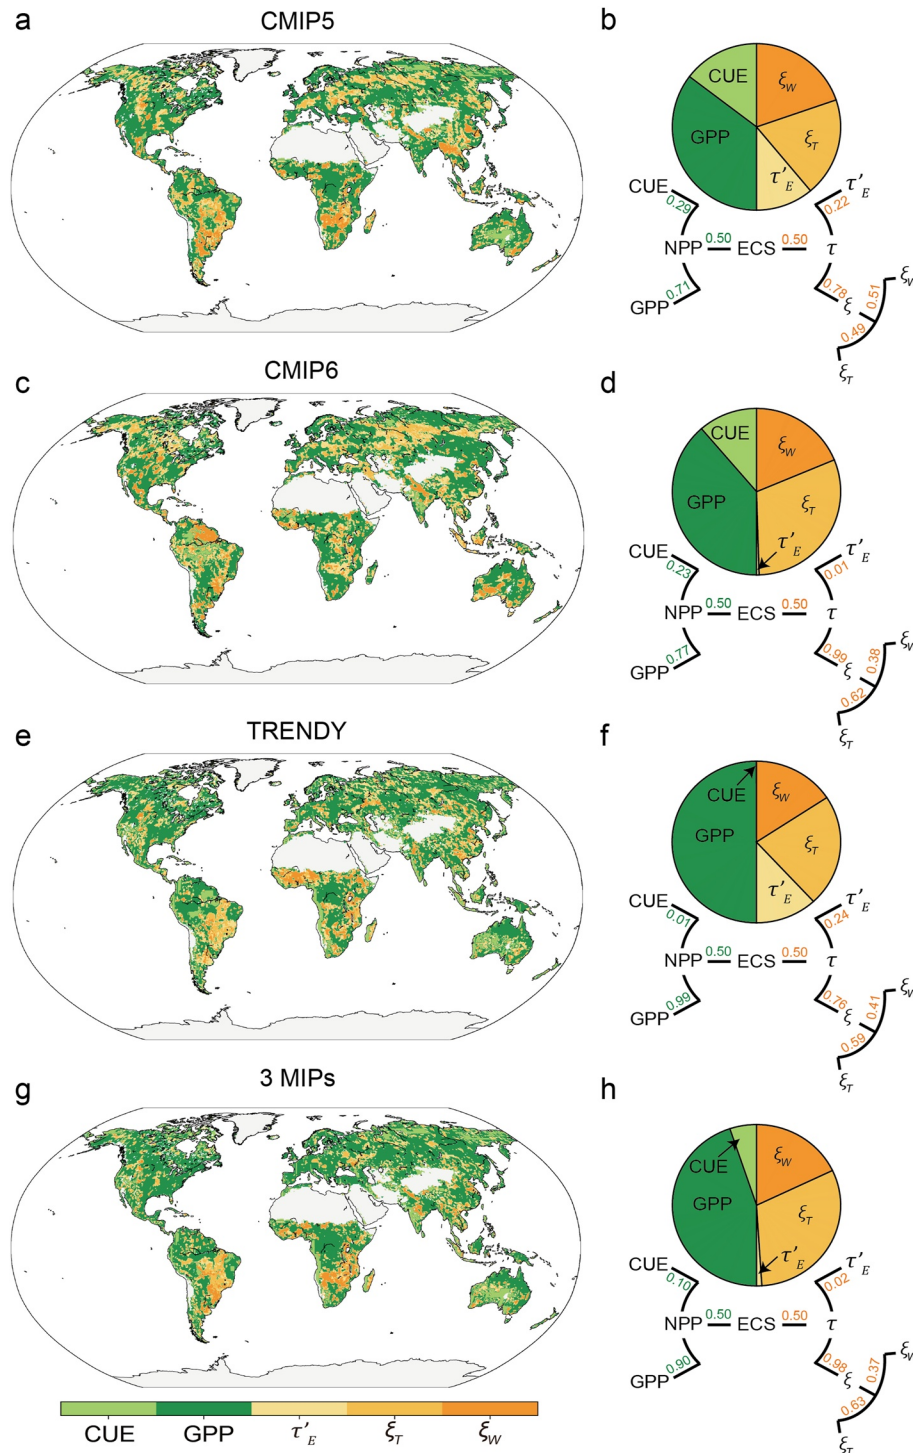 a
CMIP5
b
CUE
ξW
GPP
ξT
τ′E
CUE
0.29
0.22
τ′E
NPP
0.50
ECS
0.50
τ
GPP
0.71
0.78
ξ
0.51
ξW
0.49
ξT
c
CMIP6
d
CUE
ξW
GPP
ξT
τ′E
CUE
0.23
0.01
τ′E
NPP
0.50
ECS
0.50
τ
GPP
0.77
0.99
ξ
0.38
ξW
0.62
ξT
e
TRENDY
f
CUE
ξW
GPP
ξT
τ′E
CUE
0.01
0.24
τ′E
NPP
0.50
ECS
0.50
τ
GPP
0.99
0.76
ξ
0.41
ξW
0.59
ξT
g
3 MIPs
h
CUE
ξW
GPP
ξT
τ′E
CUE
0.10
0.02
τ′E
NPP
0.50
ECS
0.50
τ
GPP
0.90
0.98
ξ
0.37
ξW
0.63
ξT
CUE GPP τ′E ξT ξW